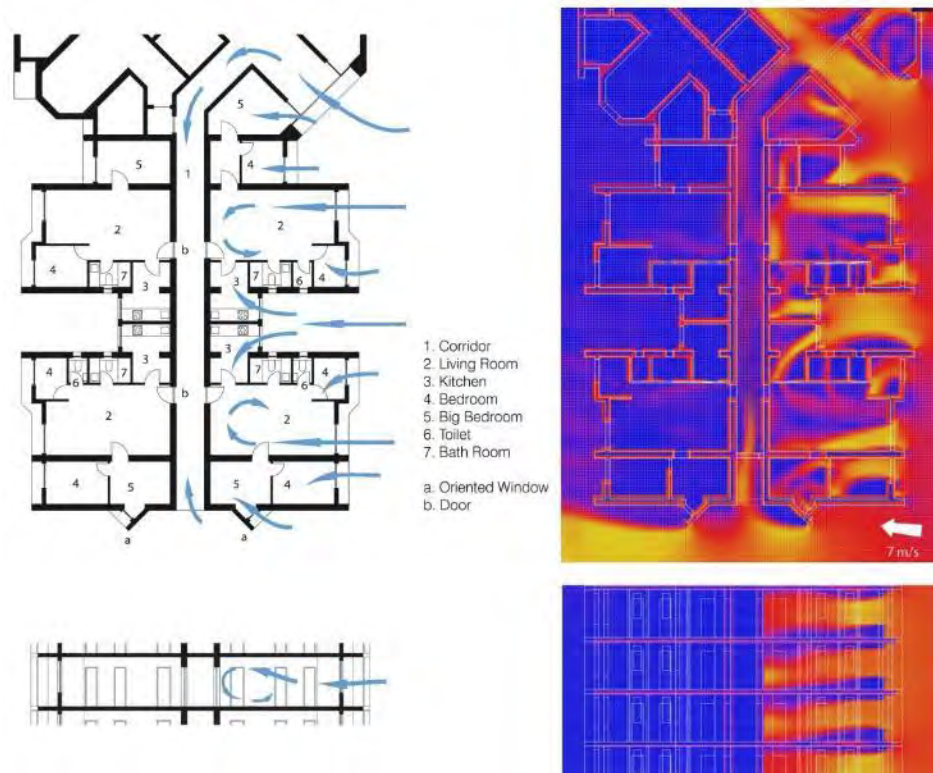 5
5
4
1
2
2
b
4
7
3
3
7
6
4
3
3
4
6
7
7
6
4
b
2
2
4
5
5
4
a
a
1. Corridor
2. Living Room
3. Kitchen
4. Bedroom
5. Big Bedroom
6. Toilet
7. Bath Room
a. Oriented Window
b. Door
7 m/s